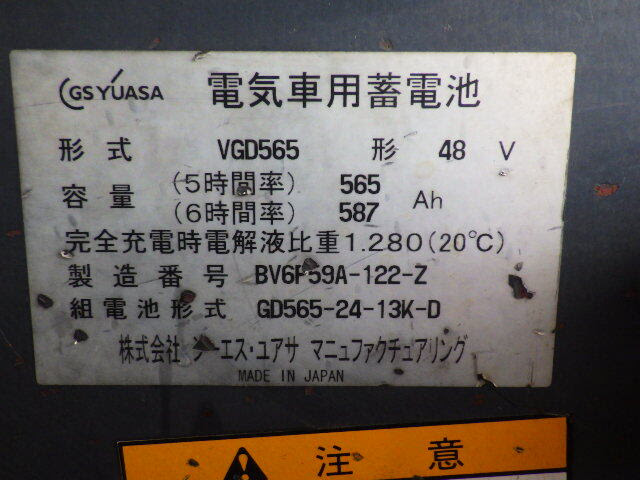 GS YUASA 電気車用蓄電池
形式 VGD565 形 48 V
容量 (5時間率) 565 Ah
(6時間率) 587
完全充電時電解液比重1.280(20℃)
製造番号 BV6F59A-122-Z
組電池形式 GD565-24-13K-D
株式会社 ジーエス・ユアサ マニュファクチュアリング
MADE IN JAPAN
注意